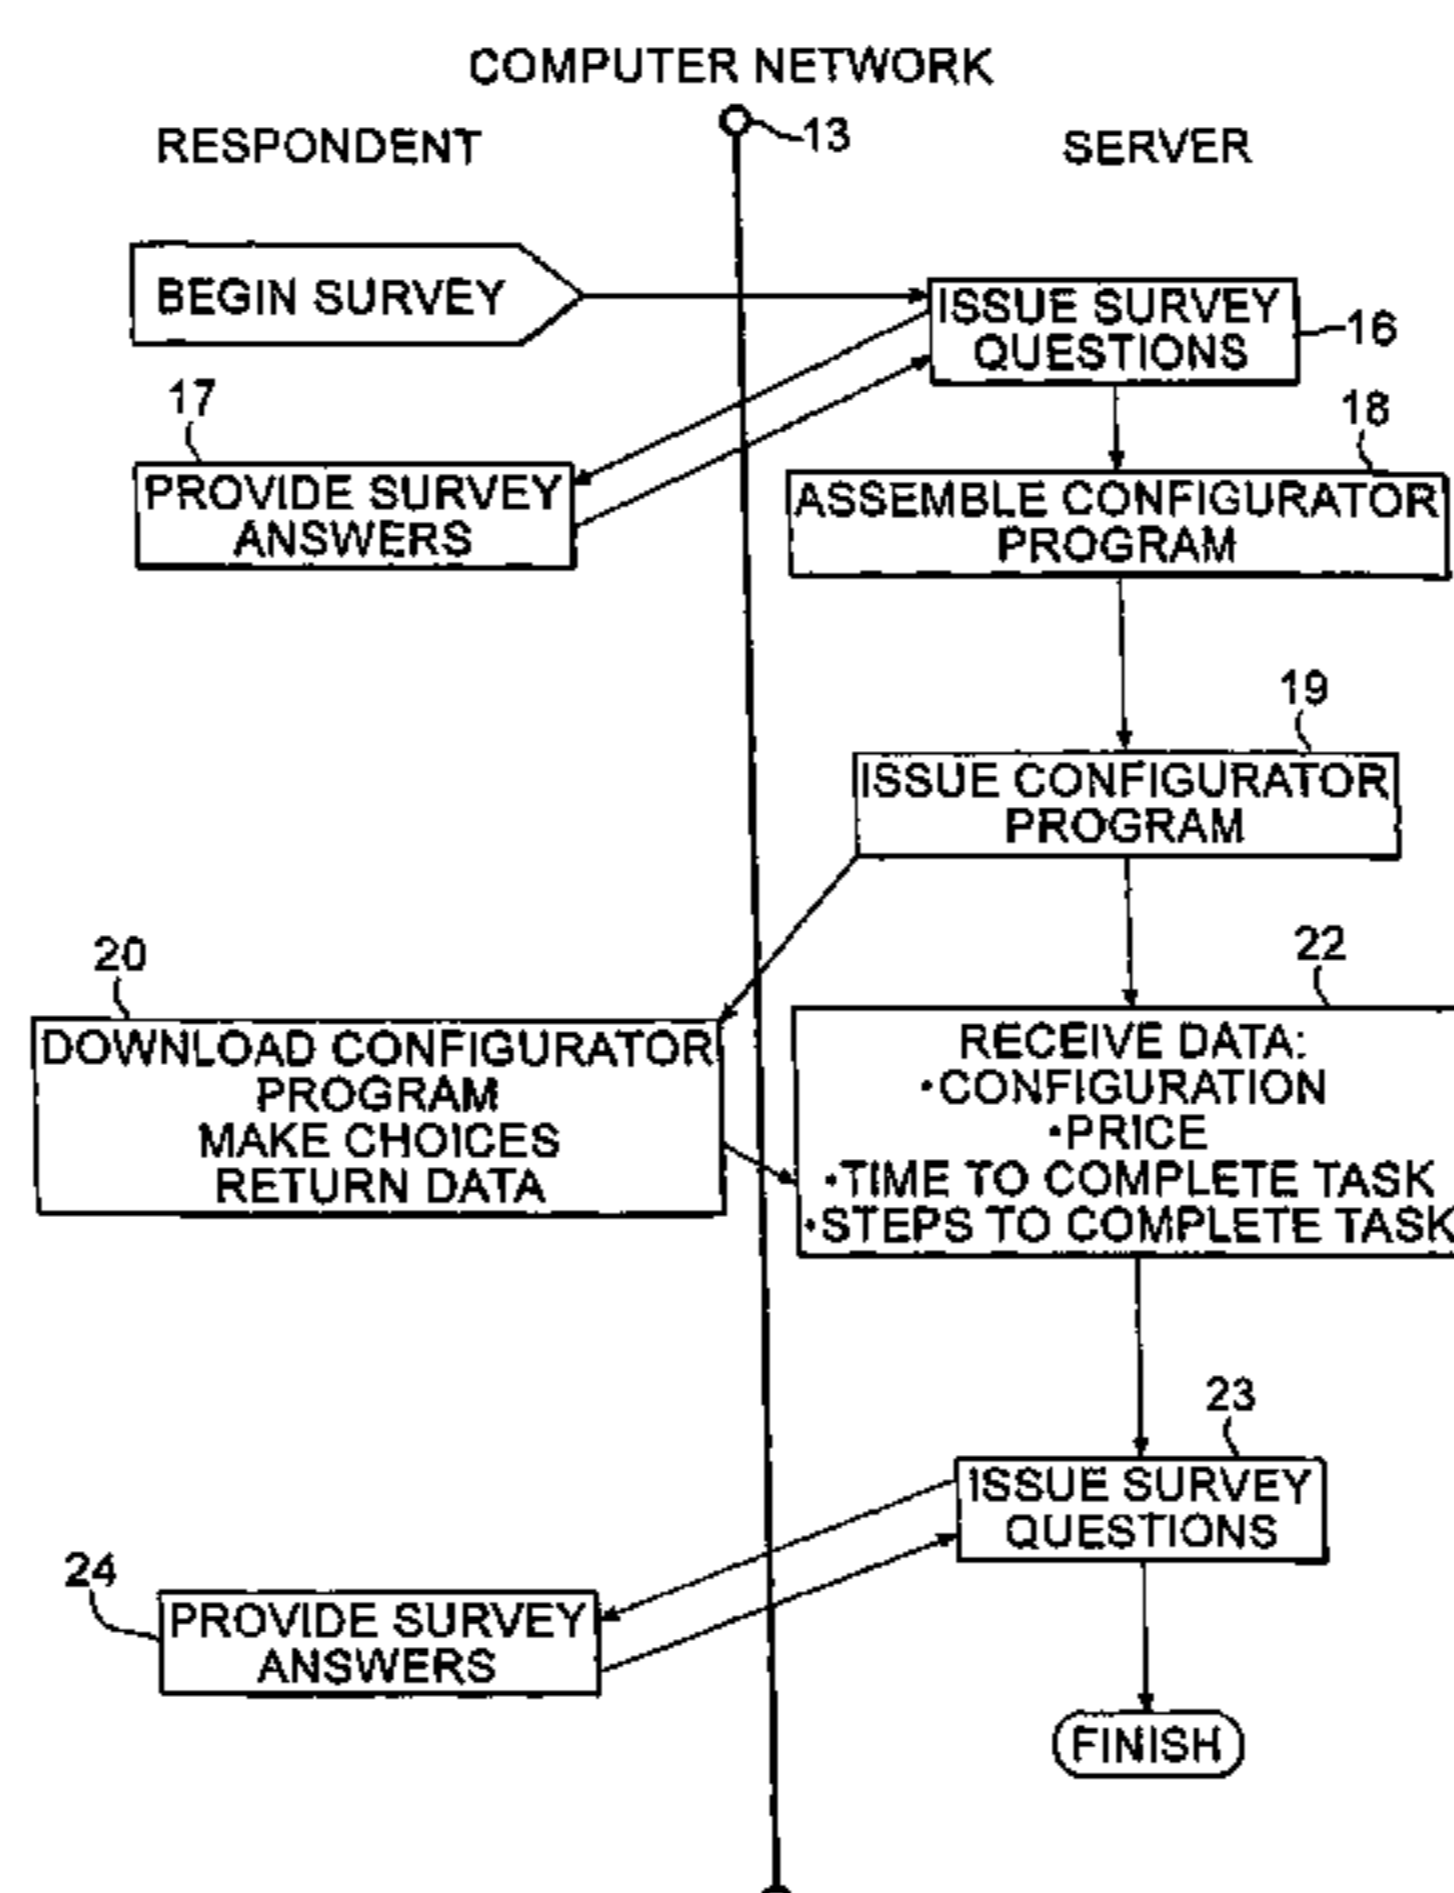 COMPUTER NETWORK
13
RESPONDENT
SERVER
BEGIN SURVEY
ISSUE SURVEY
QUESTIONS
16
17
PROVIDE SURVEY
ANSWERS
18
ASSEMBLE CONFIGURATOR
PROGRAM
19
ISSUE CONFIGURATOR
PROGRAM
20
DOWNLOAD CONFIGURATOR
PROGRAM
MAKE CHOICES
RETURN DATA
22
RECEIVE DATA:
•CONFIGURATION
•PRICE
•TIME TO COMPLETE TASK
•STEPS TO COMPLETE TASK
23
ISSUE SURVEY
QUESTIONS
24
PROVIDE SURVEY
ANSWERS
FINISH